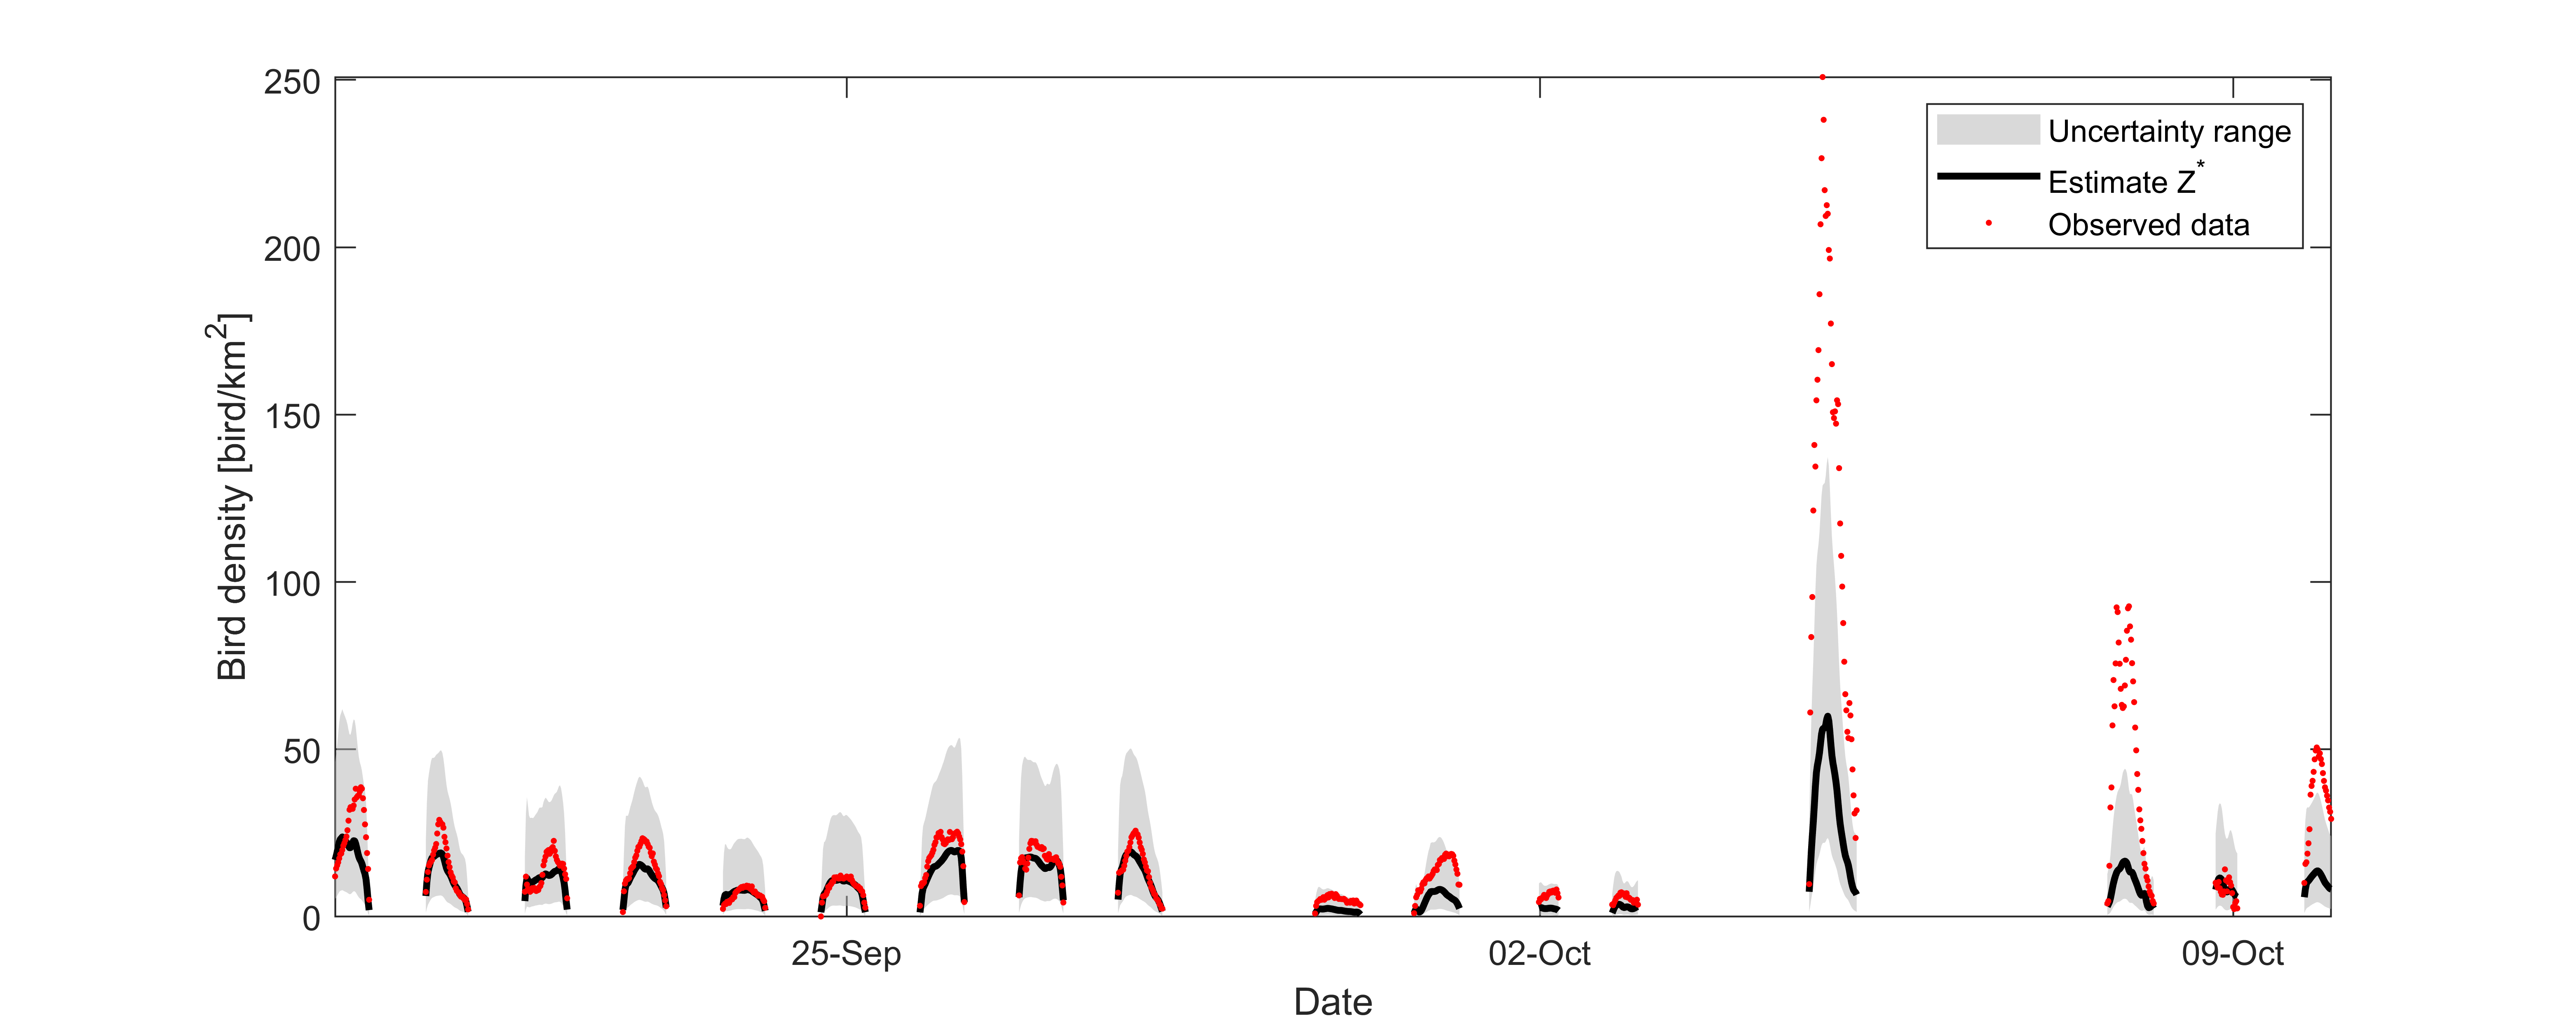 250
200
150
100
50
0
Bird density [bird/km²]
25-Sep
02-Oct
09-Oct
Date
Uncertainty range
Estimate Z*
Observed data